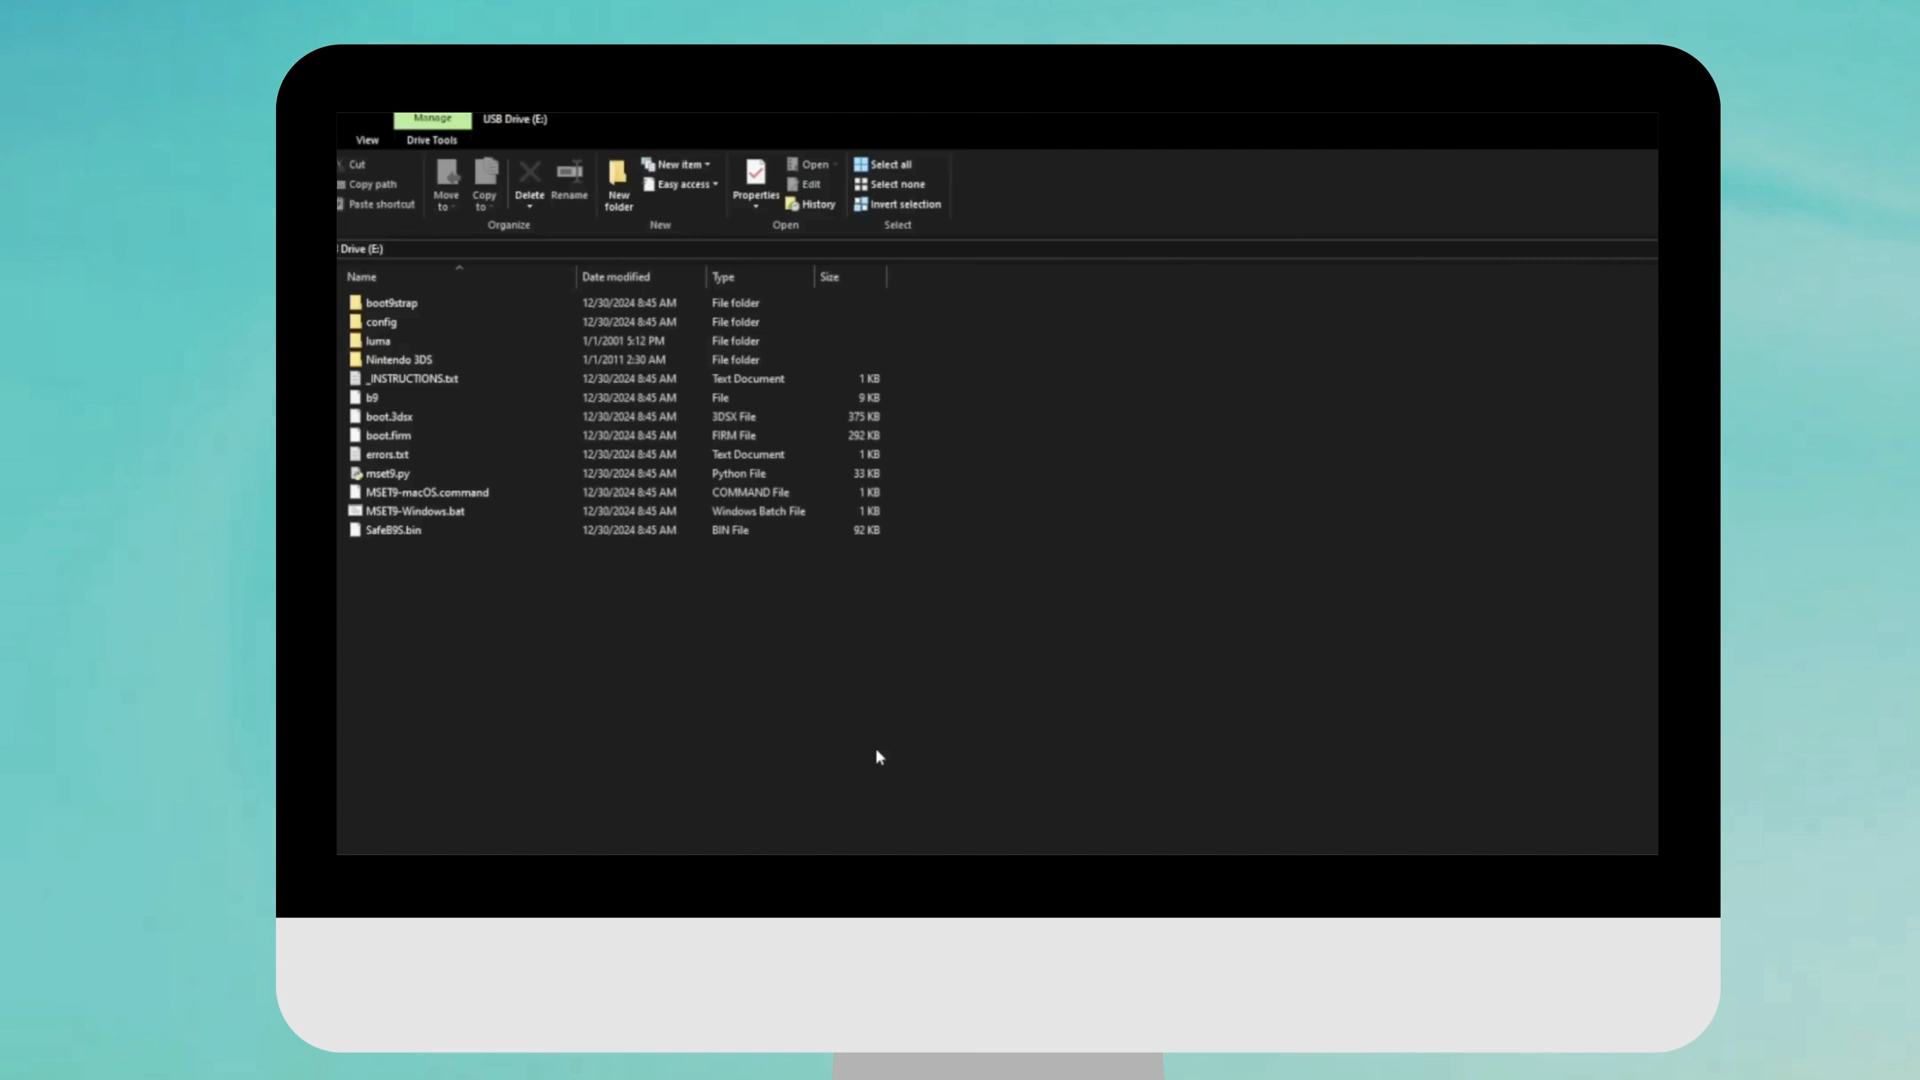 Manage USB Drive (E:)
View Drive Tools
Cut
Copy path
Paste shortcut
Move to
Copy to
Delete
Rename
Organize
New folder
New item
Easy access
New
Properties
Open
Edit
History
Open
Select all
Select none
Invert selection
Select
Drive (E:)
Name Date modified Type Size
boot9strap 12/30/2024 8:45 AM File folder
config 12/30/2024 8:45 AM File folder
luma 1/1/2001 5:12 PM File folder
Nintendo 3DS 1/1/2011 2:30 AM File folder
_INSTRUCTIONS.txt 12/30/2024 8:45 AM Text Document 1 KB
b9 12/30/2024 8:45 AM File 9 KB
boot.3dsx 12/30/2024 8:45 AM 3DSX File 375 KB
boot.firm 12/30/2024 8:45 AM FIRM File 292 KB
errors.txt 12/30/2024 8:45 AM Text Document 1 KB
mset9.py 12/30/2024 8:45 AM Python File 33 KB
MSET9-macOS.command 12/30/2024 8:45 AM COMMAND File 1 KB
MSET9-Windows.bat 12/30/2024 8:45 AM Windows Batch File 1 KB
SafeB9S.bin 12/30/2024 8:45 AM BIN File 92 KB